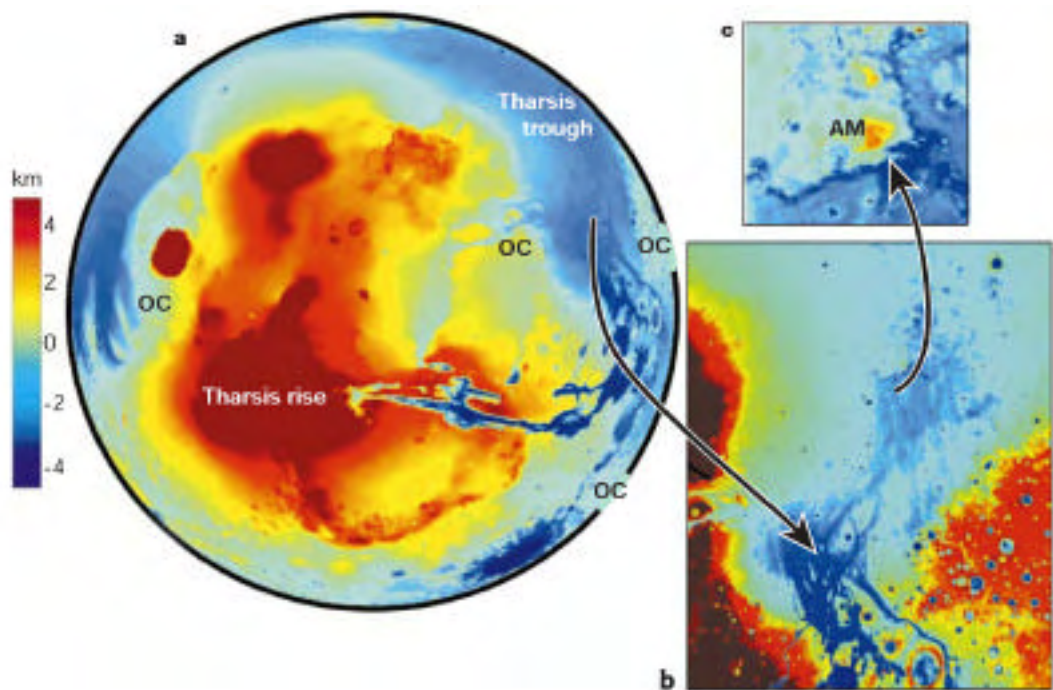 a
c
Tharsis
trough
AM
km
4
2
0
-2
-4
OC
OC
OC
Tharsis rise
OC
b